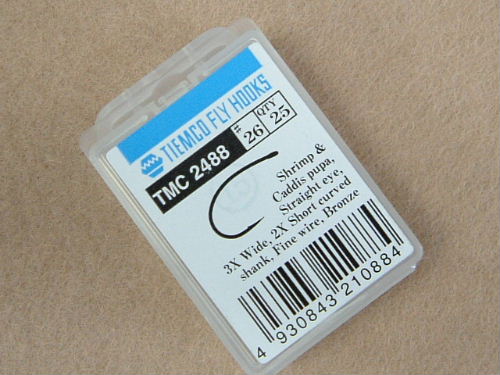 TIEMCO FLY HOOKS
TMC 2488
# 26
QTY 25
Shrimp &
Caddis pupa,
Straight eye,
3X Wide, 2X Short curved
shank, Fine wire, Bronze
4 930843 210884